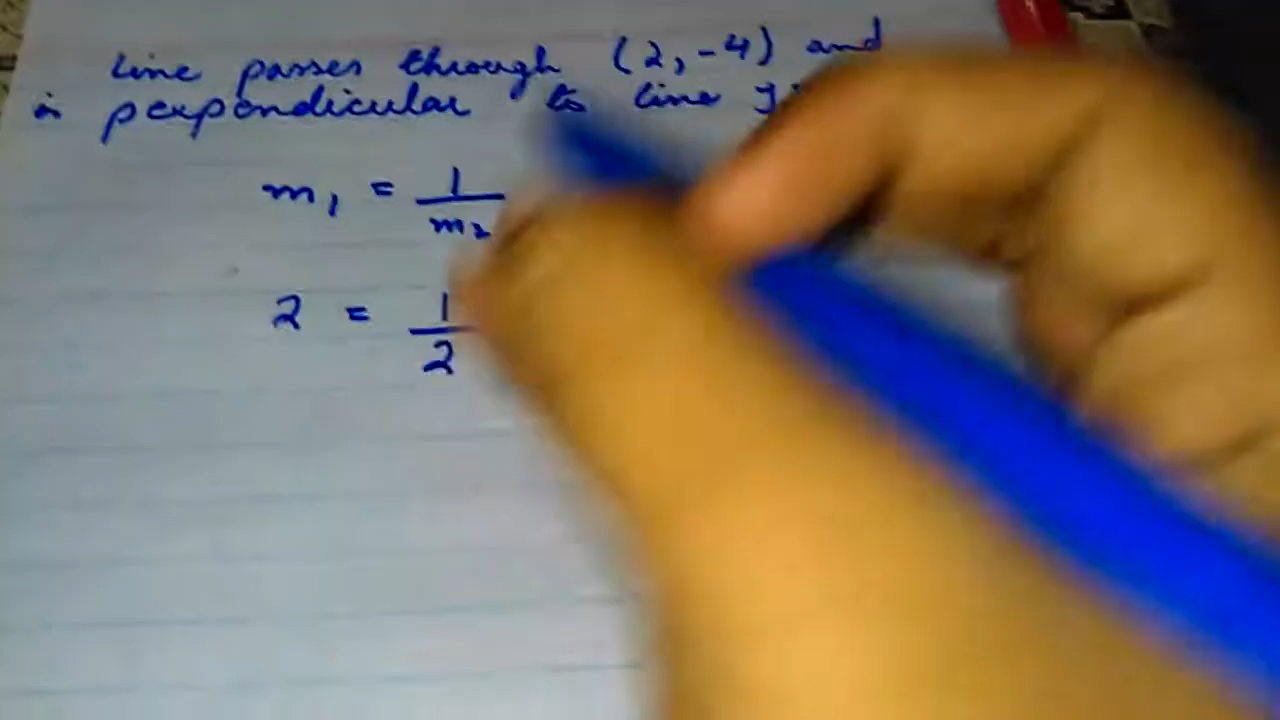 Line passes through (2, -4) and
is perpendicular to line
m₁ = 1/m₂
2 = 1/2